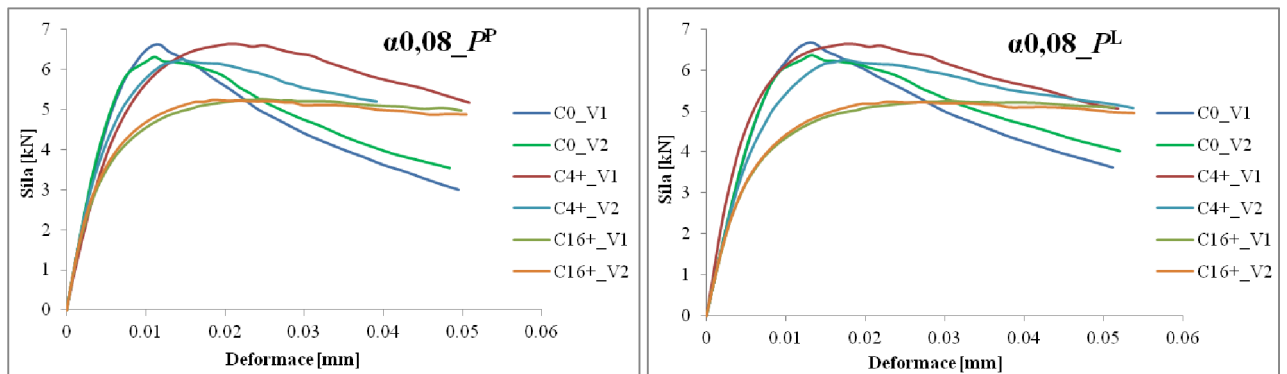 α0,08_Pᴾ
Síla [kN]
7
6
5
4
3
2
1
0
0 0.01 0.02 0.03 0.04 0.05 0.06
Deformace [mm]
C0_V1
C0_V2
C4+_V1
C4+_V2
C16+_V1
C16+_V2
α0,08_Pᴸ
Síla [kN]
7
6
5
4
3
2
1
0
0 0.01 0.02 0.03 0.04 0.05 0.06
Deformace [mm]
C0_V1
C0_V2
C4+_V1
C4+_V2
C16+_V1
C16+_V2